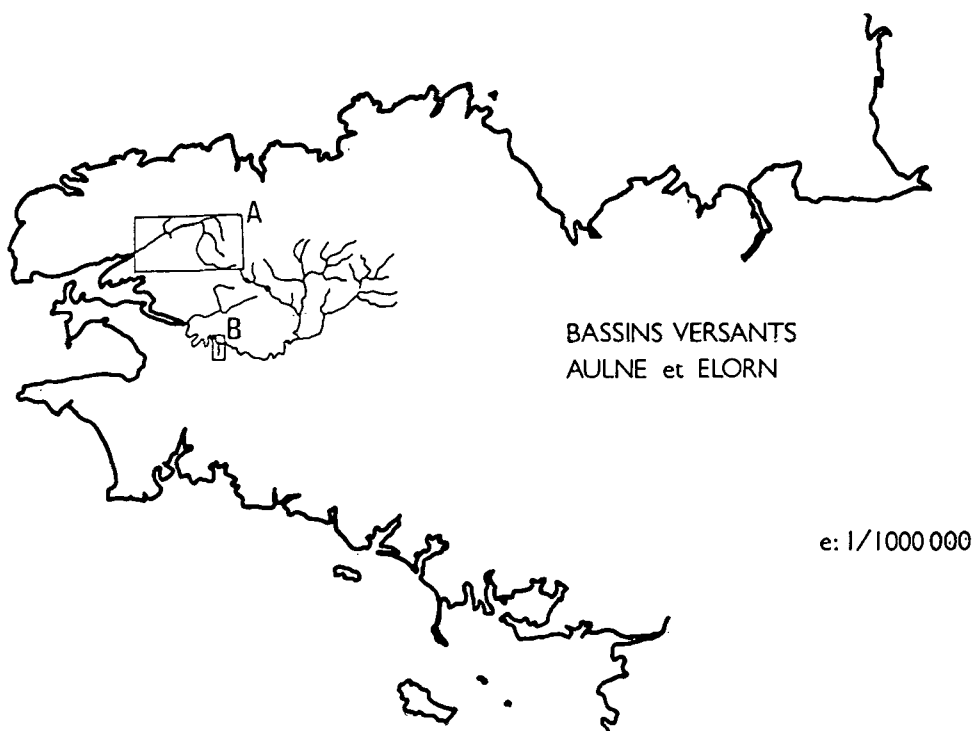 A
B
BASSINS VERSANTS
AULNE et ELORN
e: 1/1000 000